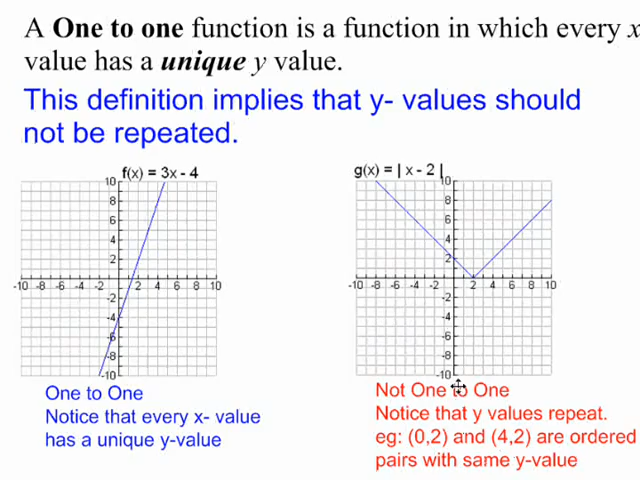 A One to one function is a function in which every x
value has a unique y value.
This definition implies that y- values should
not be repeated.
f(x) = 3x - 4
g(x) = | x - 2 |
10
8
6
4
2
-10 -8 -6 -4 -2 2 4 6 8 10
-2
-4
-6
-8
-10
10
8
6
4
2
-10 -8 -6 -4 -2 2 4 6 8 10
-2
-4
-6
-8
-10
One to One
Notice that every x- value
has a unique y-value
Not One to One
Notice that y values repeat.
eg: (0,2) and (4,2) are ordered
pairs with same y-value